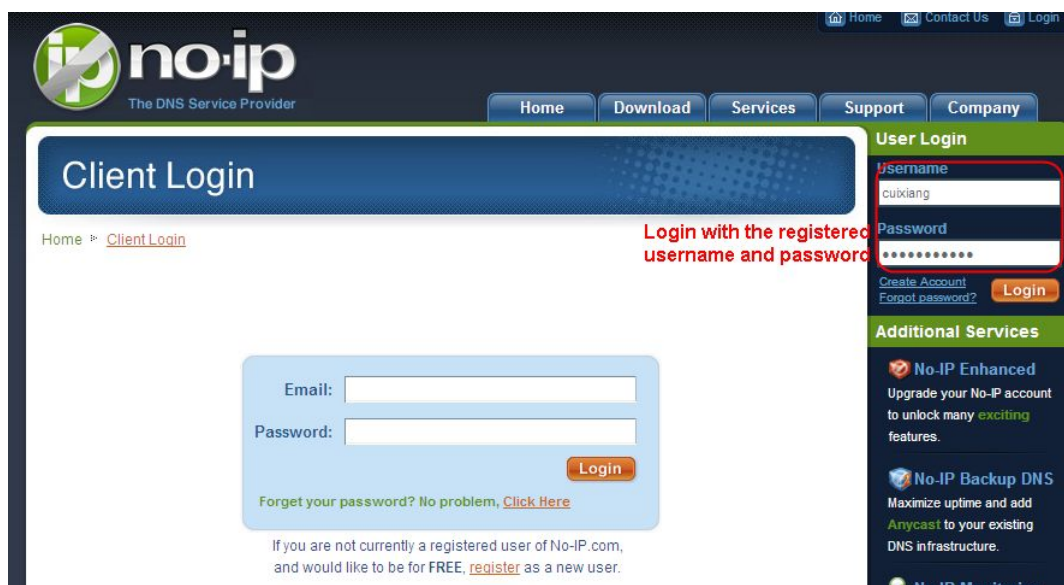 Home Contact Us Login
ip no·ip
The DNS Service Provider
Home Download Services Support Company
Client Login
Home Client Login
Login with the registered
username and password
User Login
Username
cuixiang
Password
•••••••••••
Create Account
Forgot password?
Login
Additional Services
No-IP Enhanced
Upgrade your No-IP account
to unlock many exciting
features.
No-IP Backup DNS
Maximize uptime and add
Anycast to your existing
DNS infrastructure.
Email:
Password:
Login
Forget your password? No problem, Click Here
If you are not currently a registered user of No-IP.com,
and would like to be for FREE, register as a new user.